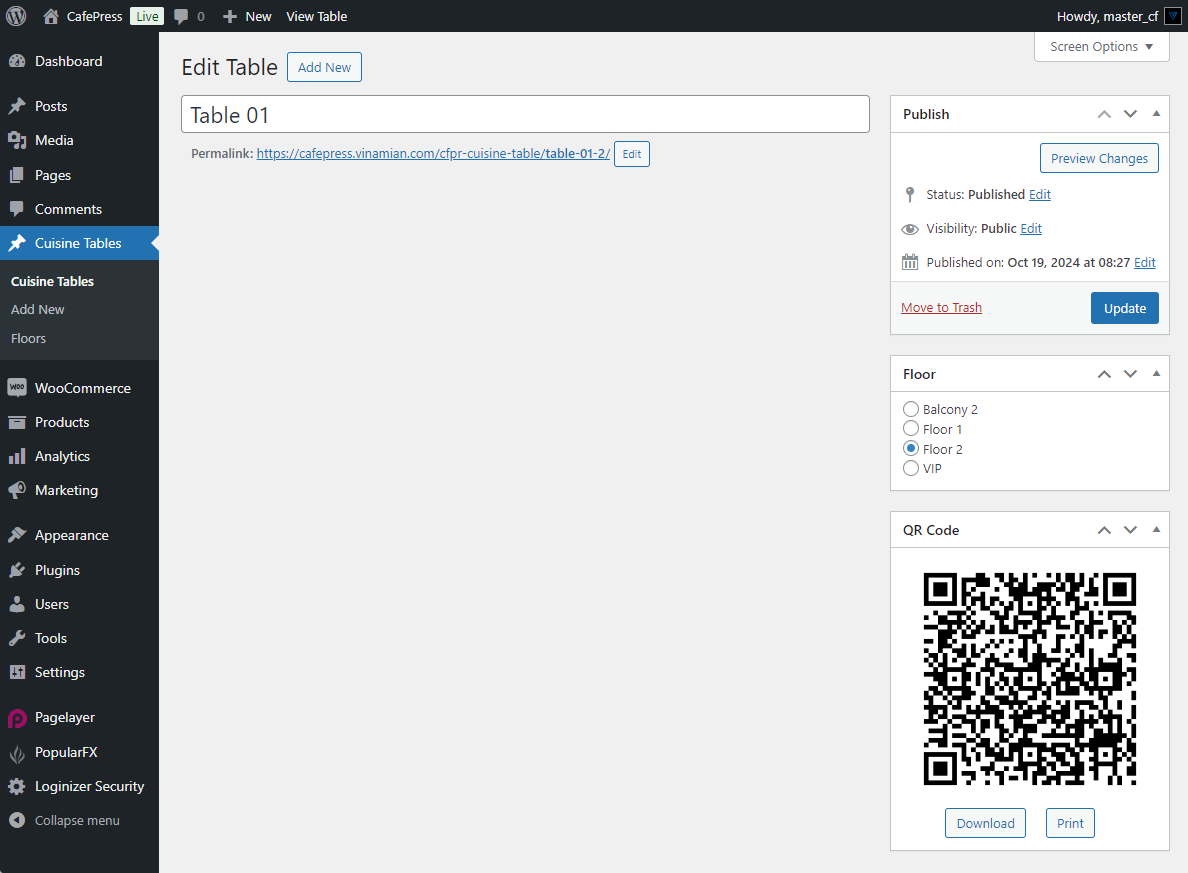 CafePress Live 0 New View Table Howdy, master_cf
Screen Options
Dashboard
Posts
Media
Pages
Comments
Cuisine Tables
Cuisine Tables
Add New
Floors
WooCommerce
Products
Analytics
Marketing
Appearance
Plugins
Users
Tools
Settings
Pagelayer
PopularFX
Loginizer Security
Collapse menu
Edit Table Add New
Table 01
Permalink: https://cafepress.vinamian.com/cfpr-cuisine-table/table-01-2/ Edit
Publish
Preview Changes
Status: Published Edit
Visibility: Public Edit
Published on: Oct 19, 2024 at 08:27 Edit
Move to Trash Update
Floor
Balcony 2
Floor 1
Floor 2
VIP
QR Code
Download Print